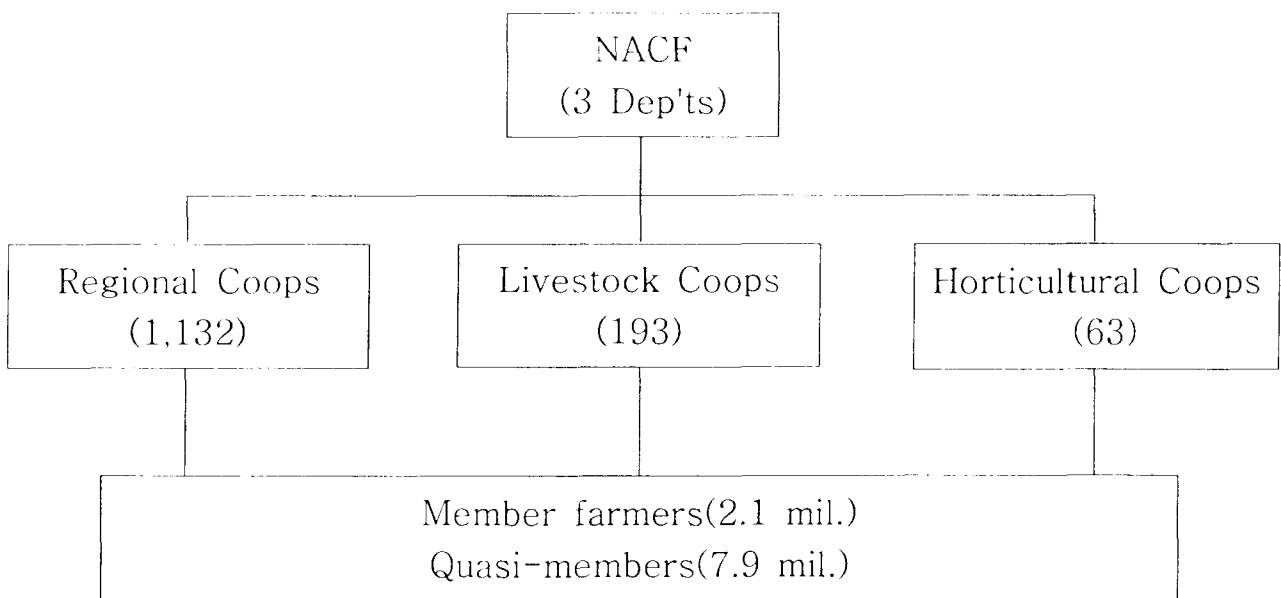 NACF
(3 Dep'ts)
Regional Coops
(1,132)
Livestock Coops
(193)
Horticultural Coops
(63)
Member farmers(2.1 mil.)
Quasi-members(7.9 mil.)